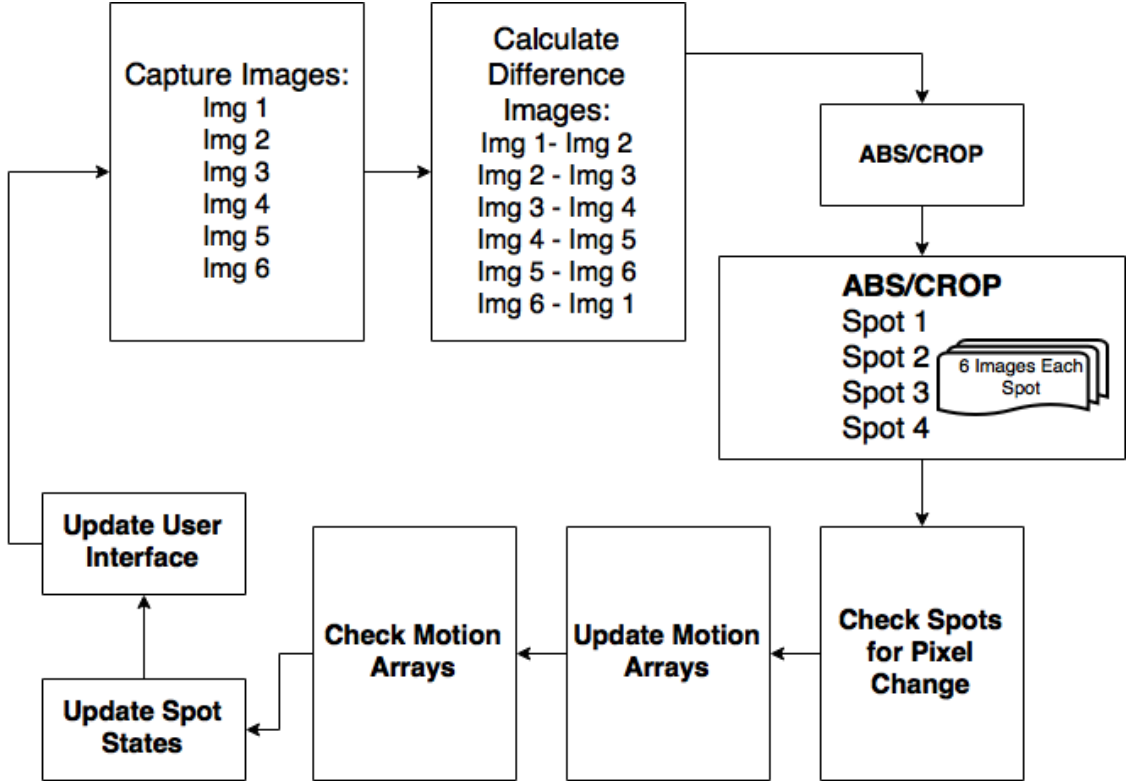 Capture Images:
Img 1
Img 2
Img 3
Img 4
Img 5
Img 6
Calculate
Difference
Images:
Img 1- Img 2
Img 2 - Img 3
Img 3 - Img 4
Img 4 - Img 5
Img 5 - Img 6
Img 6 - Img 1
ABS/CROP
ABS/CROP
Spot 1
Spot 2
Spot 3
Spot 4
6 Images Each
Spot
Check Spots
for Pixel
Change
Update Motion
Arrays
Check Motion
Arrays
Update Spot
States
Update User
Interface